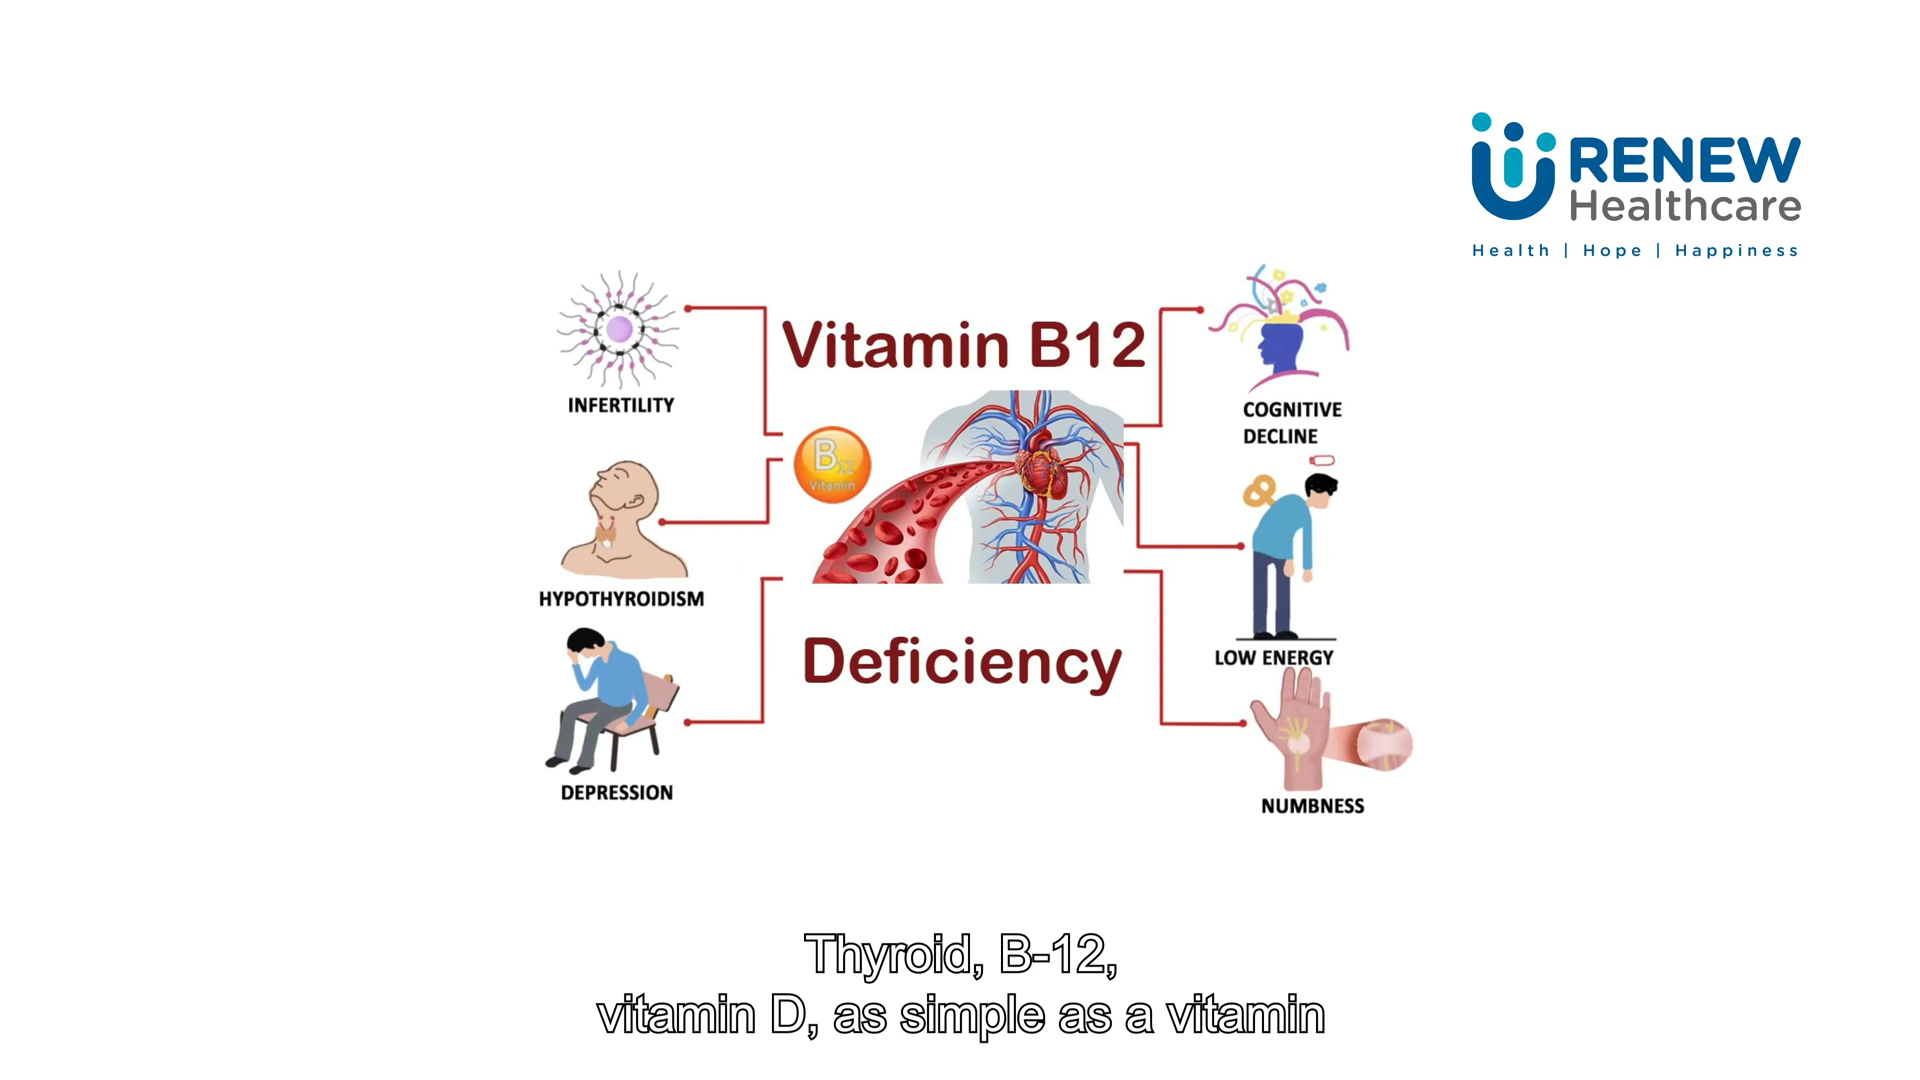 RENEW
Healthcare
Health | Hope | Happiness
Vitamin B12
INFERTILITY
COGNITIVE
DECLINE
B12
Vitamin
HYPOTHYROIDISM
LOW ENERGY
Deficiency
DEPRESSION
NUMBNESS
Thyroid, B-12,
vitamin D, as simple as a vitamin